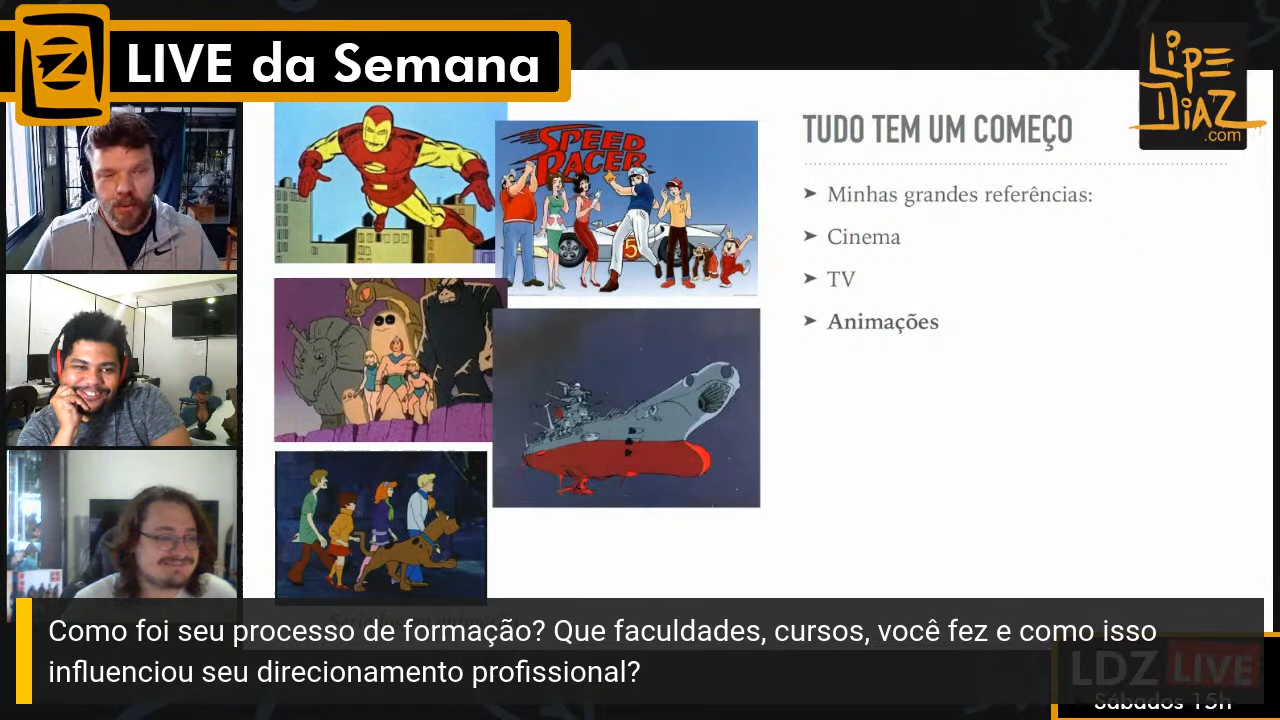 LIVE da Semana
LiPE
DiAZ
.com
SPEED
RACER
5
TUDO TEM UM COMEÇO
➤ Minhas grandes referências:
➤ Cinema
➤ TV
➤ Animações
Como foi seu processo de formação? Que faculdades, cursos, você fez e como isso
influenciou seu direcionamento profissional?
LDZ LIVE
Sábados 15h